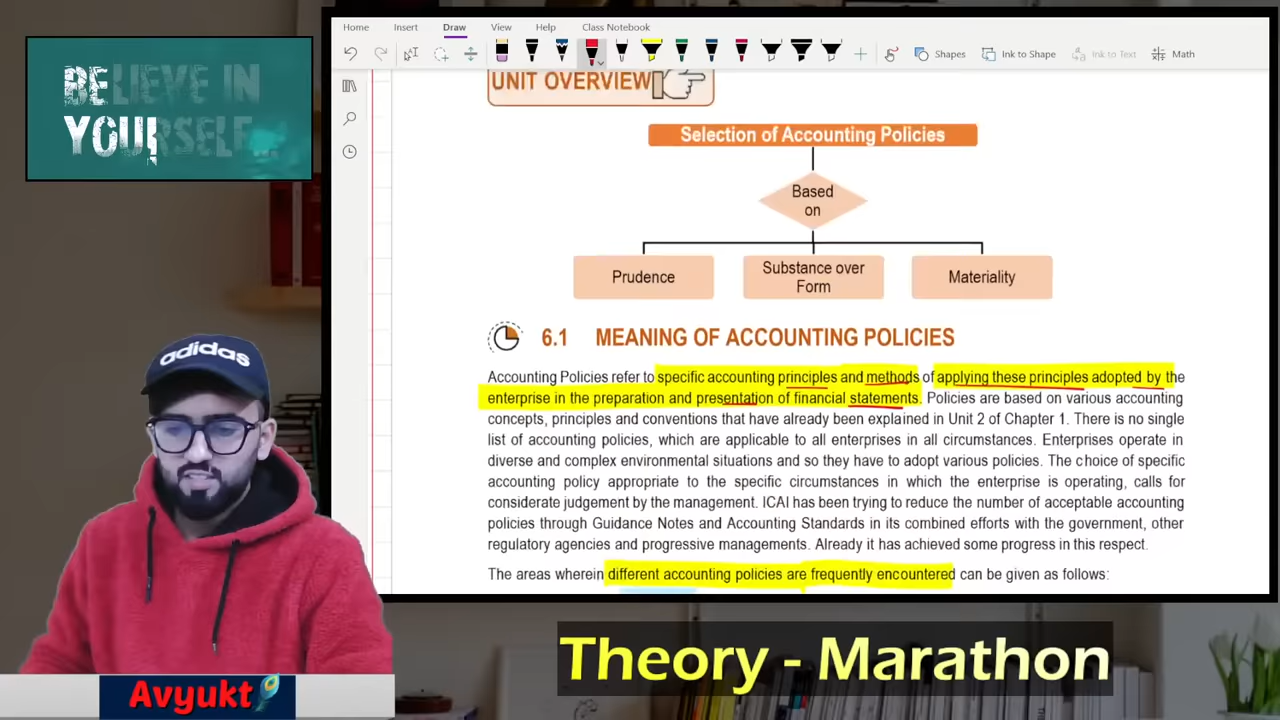 BELIEVE IN
YOURSELF
Home Insert Draw View Help Class Notebook
Shapes Ink to Shape Ink to Text Math
UNIT OVERVIEW
Selection of Accounting Policies
Based
on
Prudence
Substance over
Form
Materiality
6.1 MEANING OF ACCOUNTING POLICIES
Accounting Policies refer to specific accounting principles and methods of applying these principles adopted by the
enterprise in the preparation and presentation of financial statements. Policies are based on various accounting
concepts, principles and conventions that have already been explained in Unit 2 of Chapter 1. There is no single
list of accounting policies, which are applicable to all enterprises in all circumstances. Enterprises operate in
diverse and complex environmental situations and so they have to adopt various policies. The choice of specific
accounting policy appropriate to the specific circumstances in which the enterprise is operating, calls for
considerate judgement by the management. ICAI has been trying to reduce the number of acceptable accounting
policies through Guidance Notes and Accounting Standards in its combined efforts with the government, other
regulatory agencies and progressive managements. Already it has achieved some progress in this respect.
The areas wherein different accounting policies are frequently encountered can be given as follows:
adidas
Theory - Marathon
Avyukt